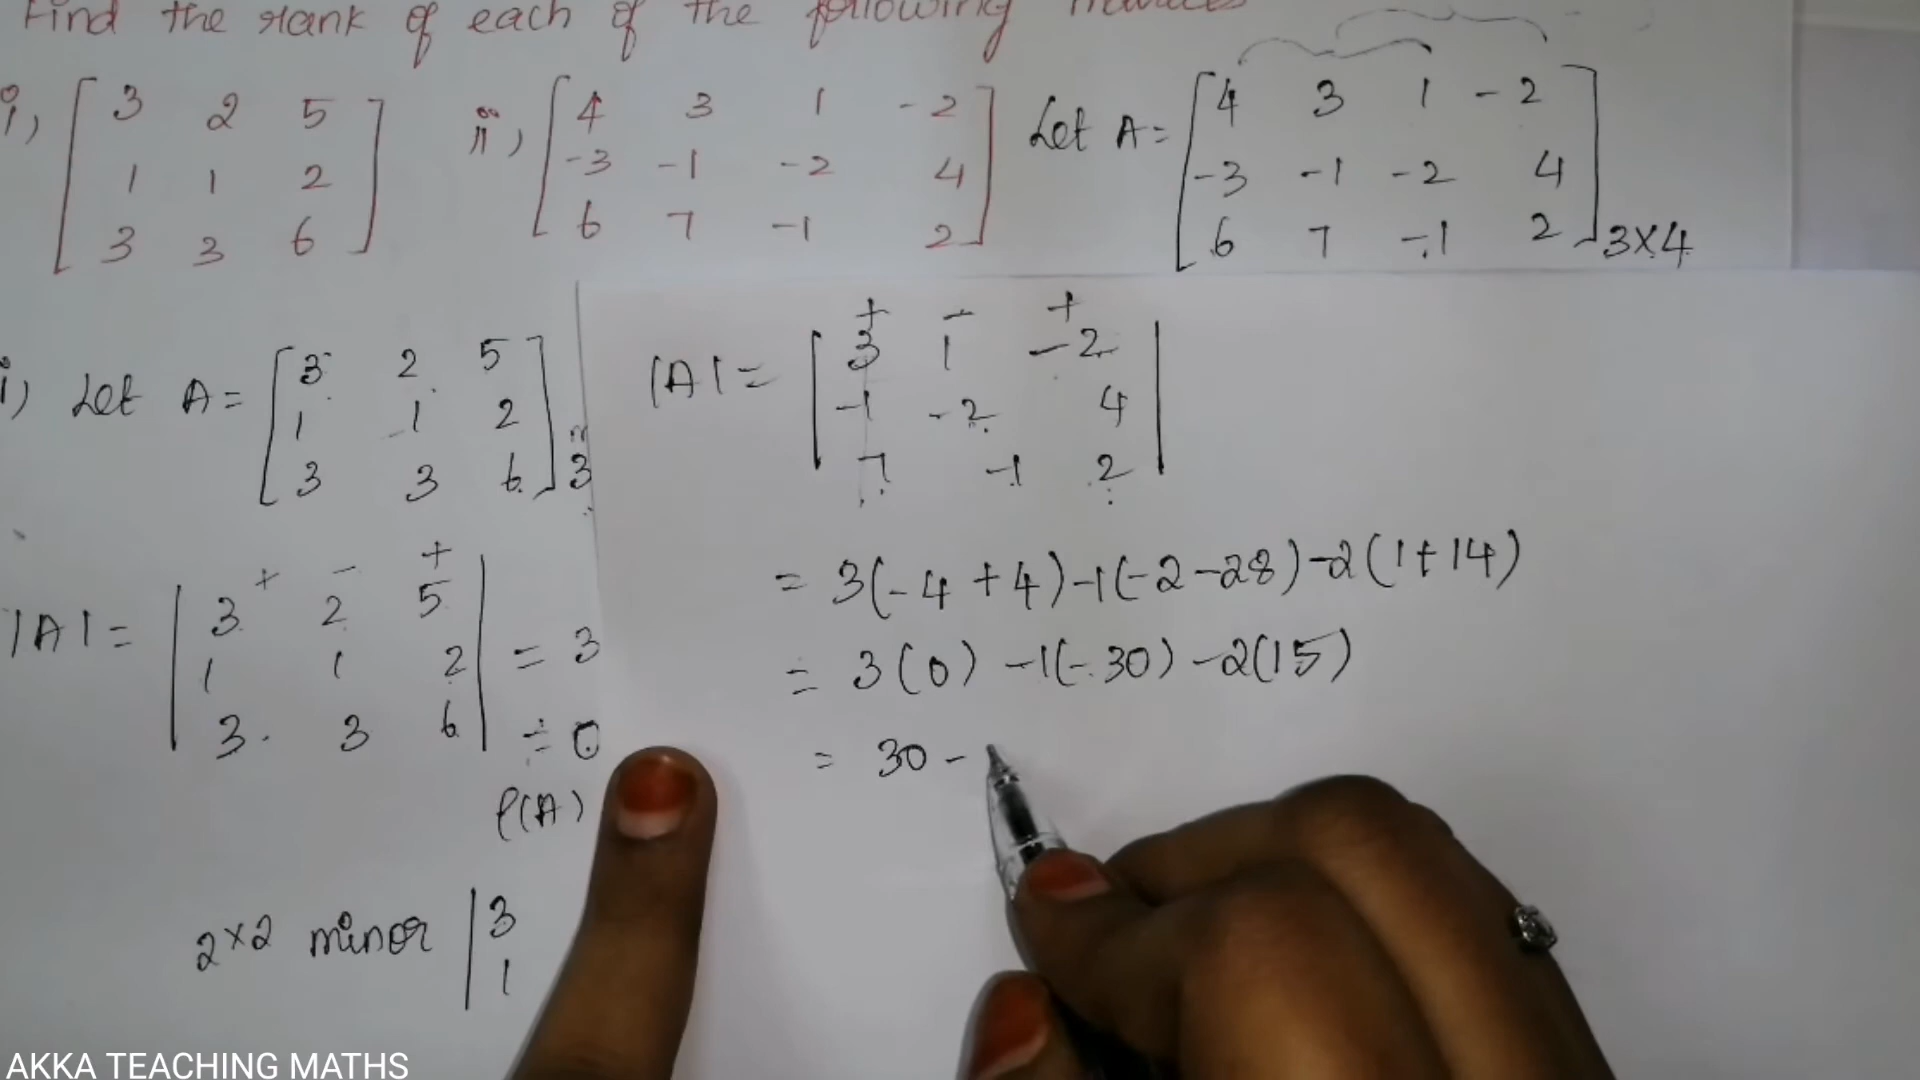 Find the rank of each of the following
i, [ 3 2 5
1 1 2
3 3 6 ]
ii, [ 4 3 1 -2
-3 -1 -2 4
6 7 -1 2 ]
Let A= [ 4 3 1 -2
-3 -1 -2 4
6 7 -1 2 ] 3×4
i) Let A= [ 3 2 5
1 1 2
3 3 6 ] 3
|A| = | 3 2 5
1 1 2
3 3 6 | = 3
+ - +
= 0
ρ(A)
2×2 minor | 3
1
+ - +
|A| = | 3 1 -2
-1 -2 4
7 -1 2 |
= 3(-4 +4) -1(-2-28) -2(1+14)
= 3(0) -1(-30) -2(15)
= 30 -
AKKA TEACHING MATHS